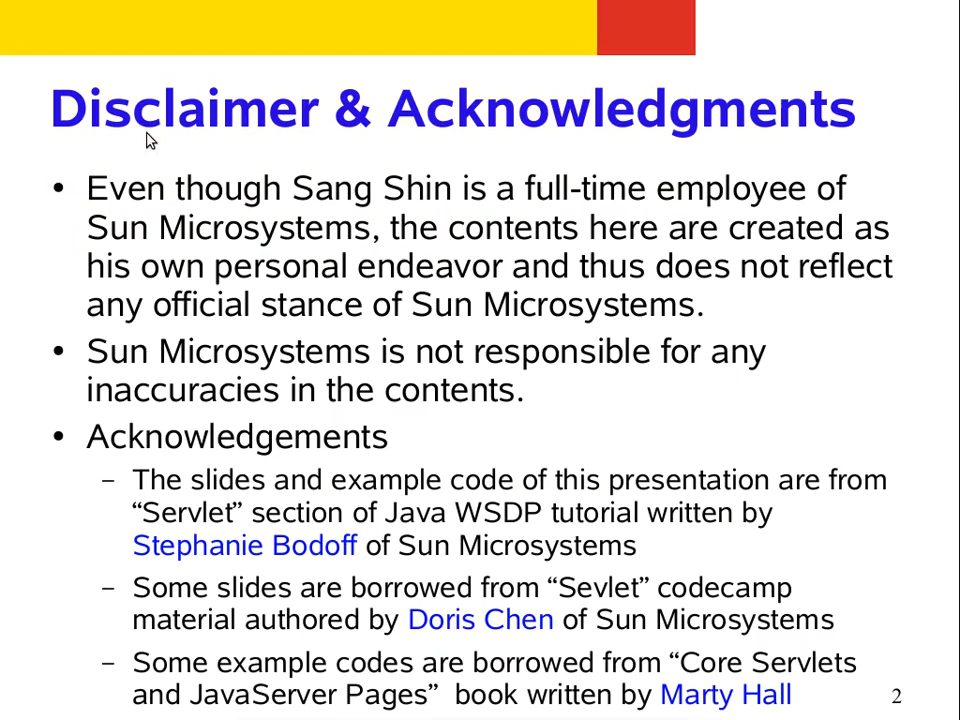 Disclaimer & Acknowledgments
• Even though Sang Shin is a full-time employee of
Sun Microsystems, the contents here are created as
his own personal endeavor and thus does not reflect
any official stance of Sun Microsystems.
• Sun Microsystems is not responsible for any
inaccuracies in the contents.
• Acknowledgements
– The slides and example code of this presentation are from
“Servlet” section of Java WSDP tutorial written by
Stephanie Bodoff of Sun Microsystems
– Some slides are borrowed from “Sevlet” codecamp
material authored by Doris Chen of Sun Microsystems
– Some example codes are borrowed from “Core Servlets
and JavaServer Pages” book written by Marty Hall
2